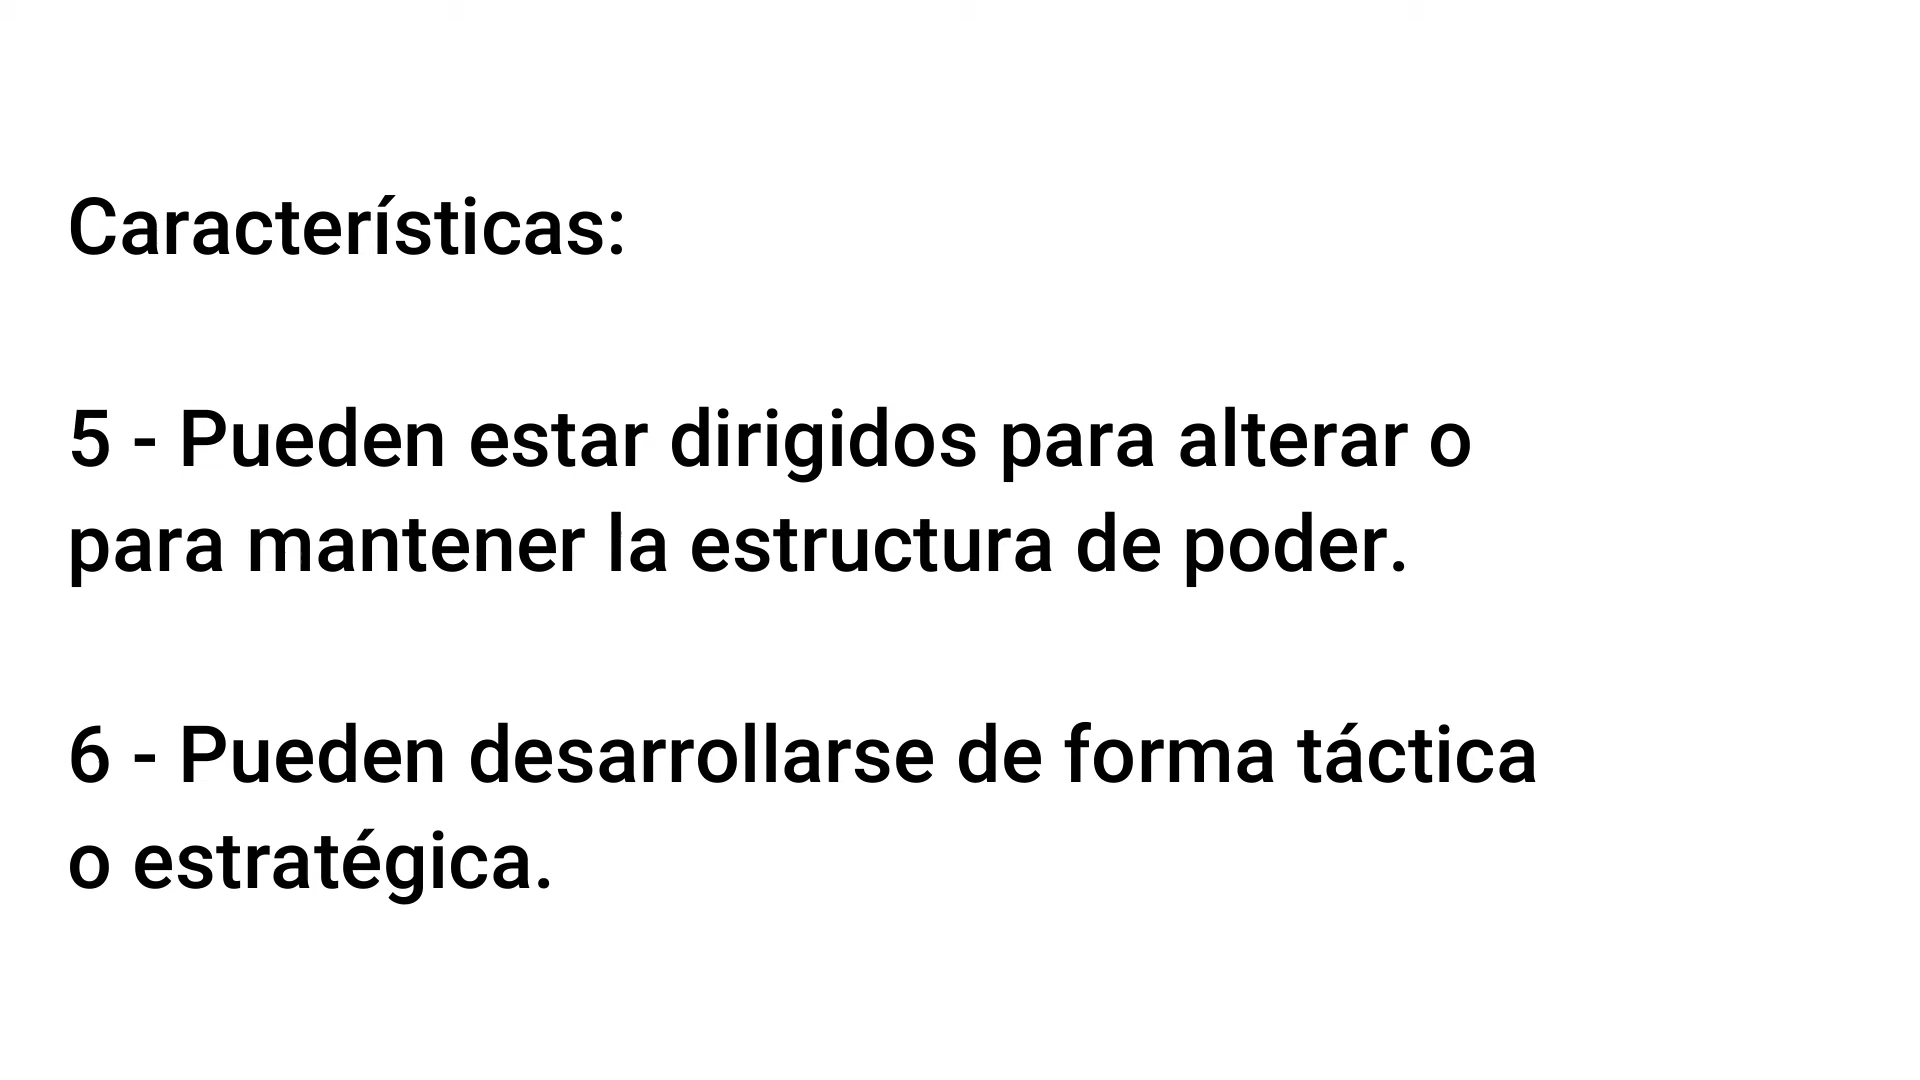 Características:
5 - Pueden estar dirigidos para alterar o
para mantener la estructura de poder.
6 - Pueden desarrollarse de forma táctica
o estratégica.